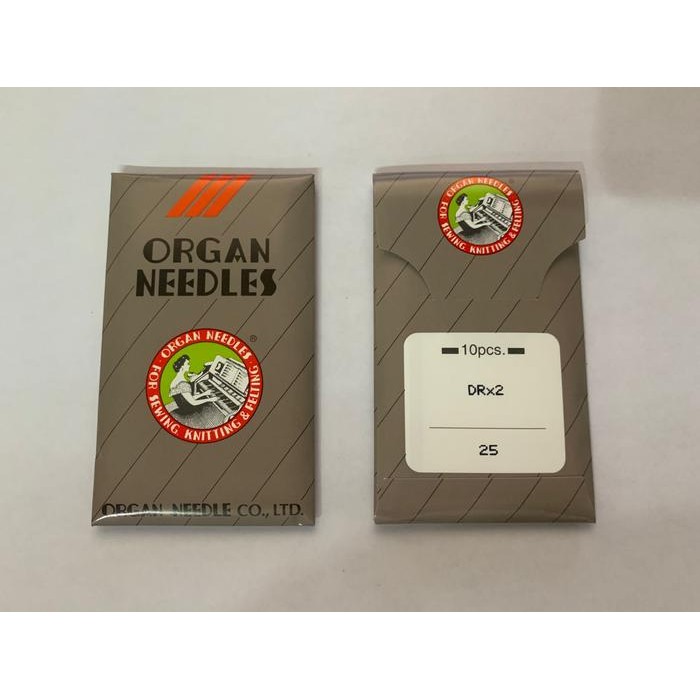 ORGAN
NEEDLES
®
· ORGAN NEEDLES ·
FOR SEWING KNITTING & FELTING
ORGAN NEEDLE CO., LTD.
ORGAN NEEDLES
®
FOR SEWING KNITTING & FELTING
10pcs.
DRx2
25